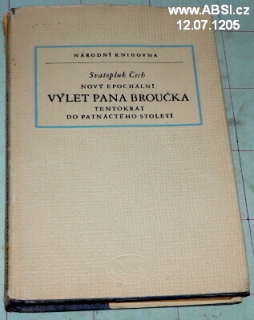 www.ABSI.cz
12.07.1205
NÁRODNÍ KNIHOVNA
Svatopluk Čech
NOVÝ EPOCHÁLNÍ
VÝLET PANA BROUČKA
TENTOKRÁT
DO PATNÁCTÉHO STOLETÍ